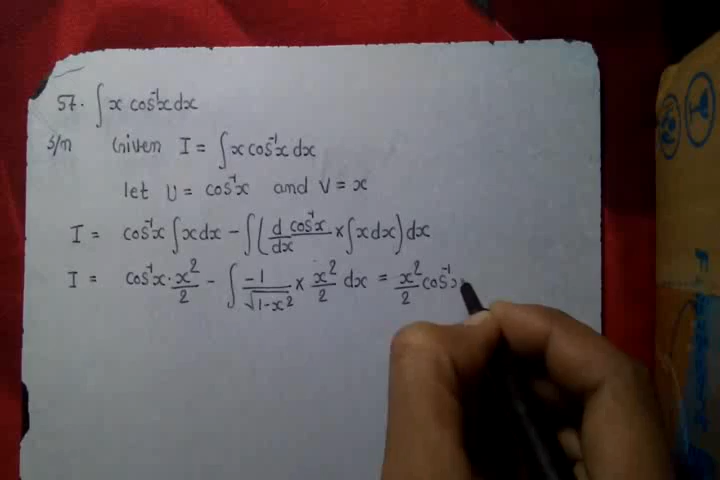 57. ∫ x cos⁻¹x dx
s/n Given I = ∫ x cos⁻¹x dx
let U = cos⁻¹x and V = x
I = cos⁻¹x ∫ x dx − ∫ ( d/dx cos⁻¹x × ∫ x dx ) dx
I = cos⁻¹x · x²/2 − ∫ −1/√(1−x²) × x²/2 dx = x²/2 cos⁻¹x